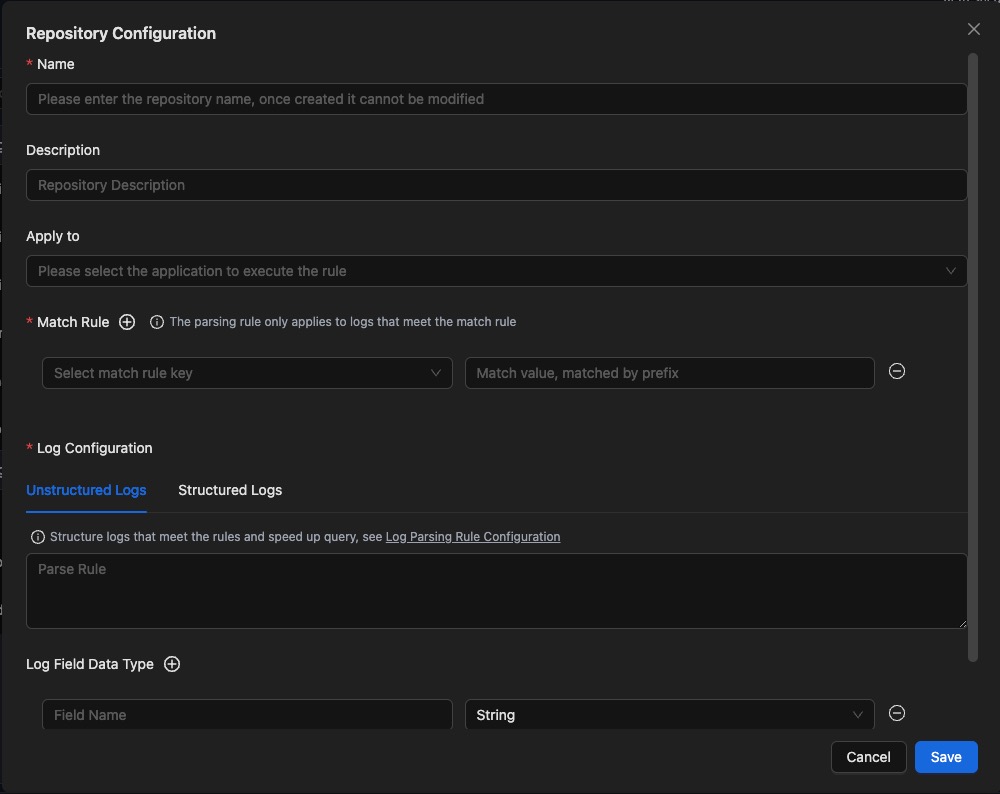 Repository Configuration
* Name
Please enter the repository name, once created it cannot be modified
Description
Repository Description
Apply to
Please select the application to execute the rule
* Match Rule The parsing rule only applies to logs that meet the match rule
Select match rule key Match value, matched by prefix
* Log Configuration
Unstructured Logs Structured Logs
Structure logs that meet the rules and speed up query, see Log Parsing Rule Configuration
Parse Rule
Log Field Data Type
Field Name String
Cancel Save